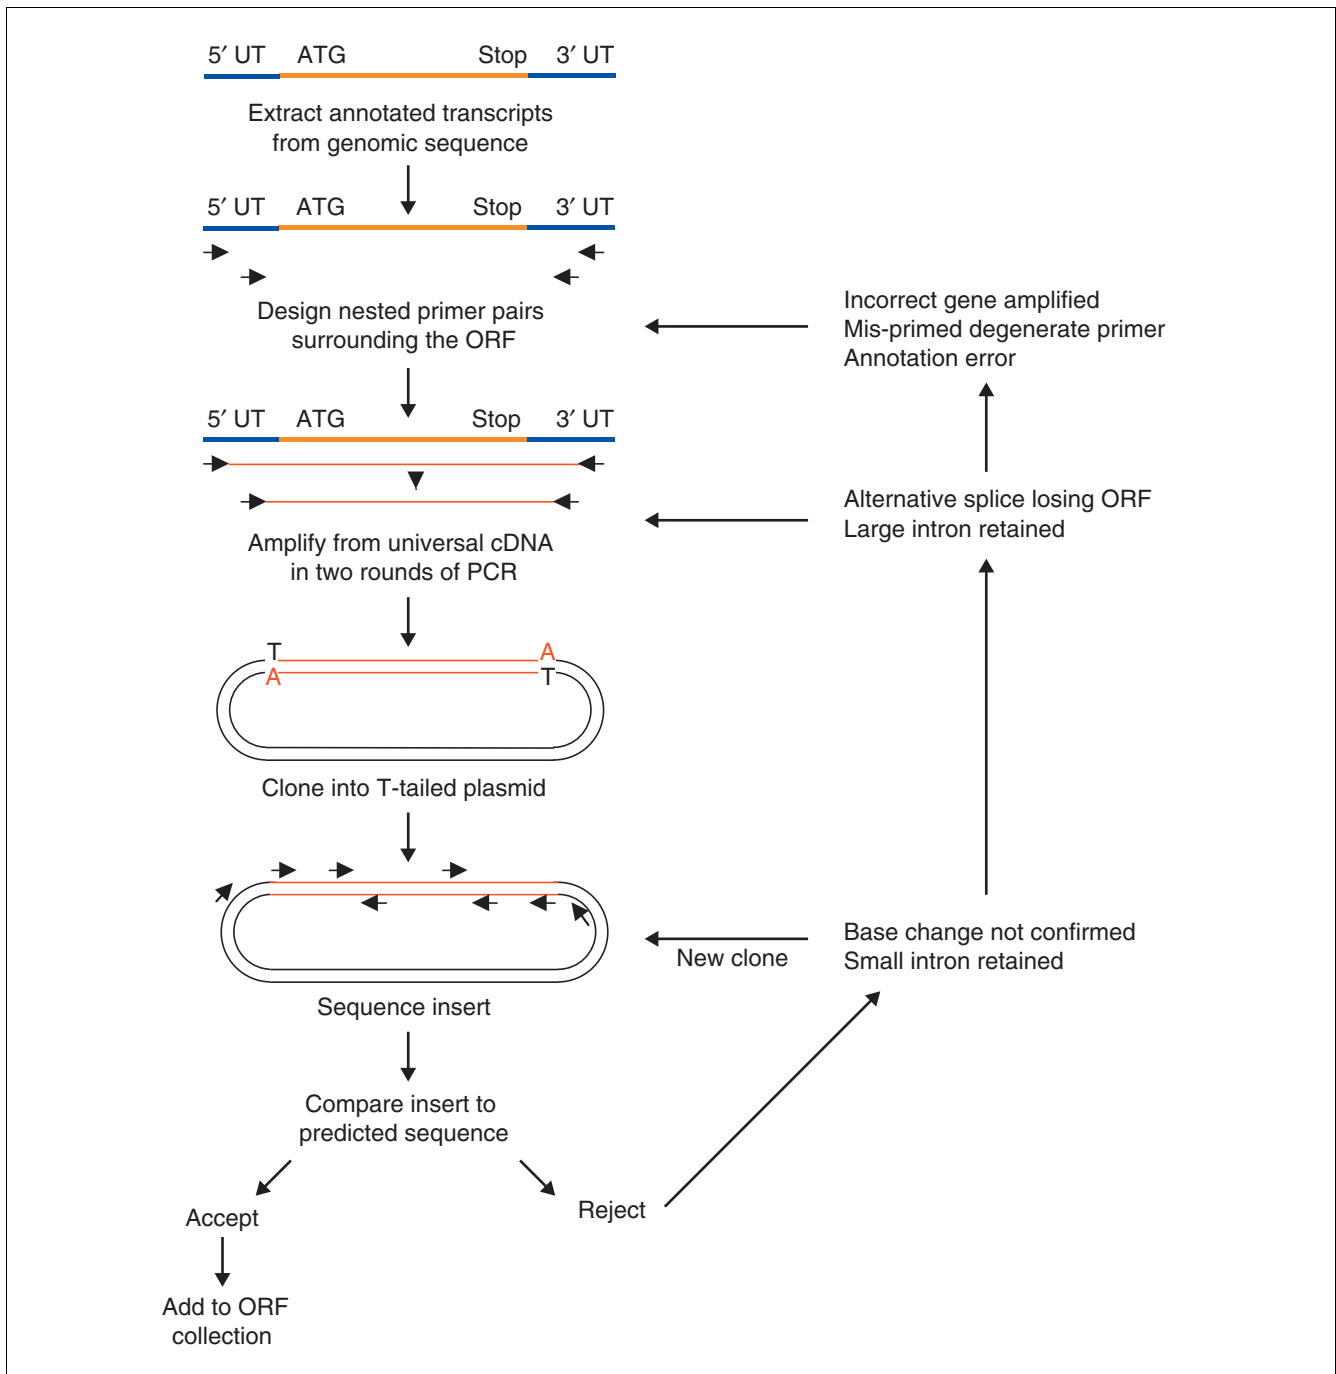 5′ UT ATG Stop 3′ UT
Extract annotated transcripts
from genomic sequence
5′ UT ATG Stop 3′ UT
Design nested primer pairs
surrounding the ORF
Incorrect gene amplified
Mis-primed degenerate primer
Annotation error
5′ UT ATG Stop 3′ UT
Amplify from universal cDNA
in two rounds of PCR
Alternative splice losing ORF
Large intron retained
T A
A T
Clone into T-tailed plasmid
Base change not confirmed
Small intron retained
New clone
Sequence insert
Compare insert to
predicted sequence
Accept
Reject
Add to ORF
collection